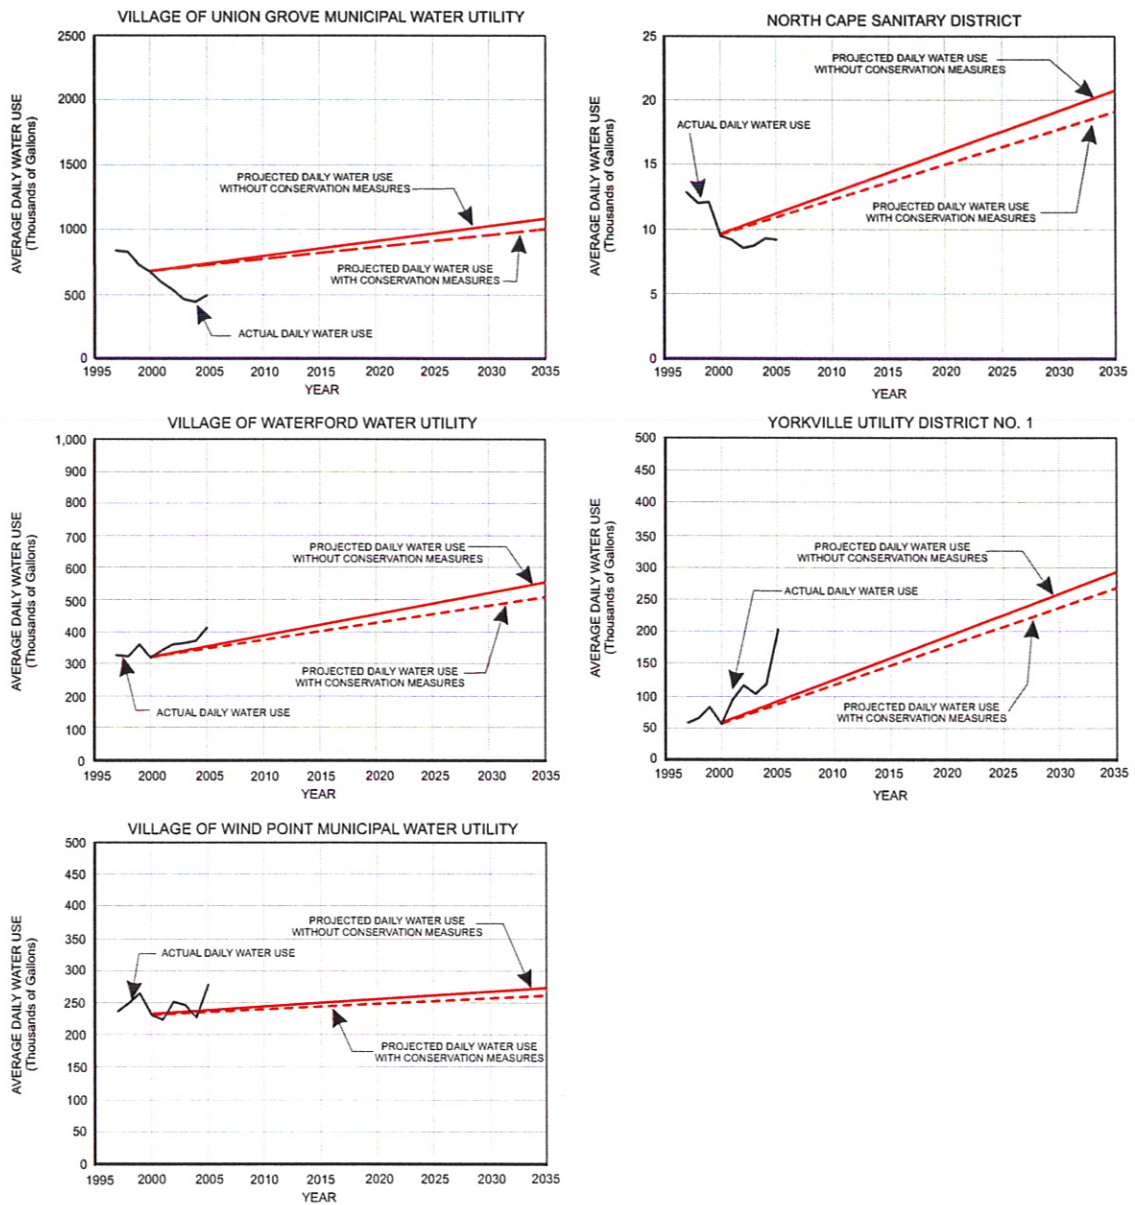 VILLAGE OF UNION GROVE MUNICIPAL WATER UTILITY
2500
2000
1500
1000
500
0
AVERAGE DAILY WATER USE
(Thousands of Gallons)
PROJECTED DAILY WATER USE
WITHOUT CONSERVATION MEASURES
PROJECTED DAILY WATER USE
WITH CONSERVATION MEASURES
ACTUAL DAILY WATER USE
1995 2000 2005 2010 2015 2020 2025 2030 2035
YEAR
NORTH CAPE SANITARY DISTRICT
25
20
15
10
5
0
AVERAGE DAILY WATER USE
(Thousands of Gallons)
PROJECTED DAILY WATER USE
WITHOUT CONSERVATION MEASURES
ACTUAL DAILY WATER USE
PROJECTED DAILY WATER USE
WITH CONSERVATION MEASURES
1995 2000 2005 2010 2015 2020 2025 2030 2035
YEAR
VILLAGE OF WATERFORD WATER UTILITY
1,000
900
800
700
600
500
400
300
200
100
0
AVERAGE DAILY WATER USE
(Thousands of Gallons)
PROJECTED DAILY WATER USE
WITHOUT CONSERVATION MEASURES
PROJECTED DAILY WATER USE
WITH CONSERVATION MEASURES
ACTUAL DAILY WATER USE
1995 2000 2005 2010 2015 2020 2025 2030 2035
YEAR
YORKVILLE UTILITY DISTRICT NO. 1
500
450
400
350
300
250
200
150
100
50
0
AVERAGE DAILY WATER USE
(Thousands of Gallons)
PROJECTED DAILY WATER USE
WITHOUT CONSERVATION MEASURES
ACTUAL DAILY WATER USE
PROJECTED DAILY WATER USE
WITH CONSERVATION MEASURES
1995 2000 2005 2010 2015 2020 2025 2030 2035
YEAR
VILLAGE OF WIND POINT MUNICIPAL WATER UTILITY
500
450
400
350
300
250
200
150
100
50
0
AVERAGE DAILY WATER USE
(Thousands of Gallons)
PROJECTED DAILY WATER USE
WITHOUT CONSERVATION MEASURES
ACTUAL DAILY WATER USE
PROJECTED DAILY WATER USE
WITH CONSERVATION MEASURES
1995 2000 2005 2010 2015 2020 2025 2030 2035
YEAR